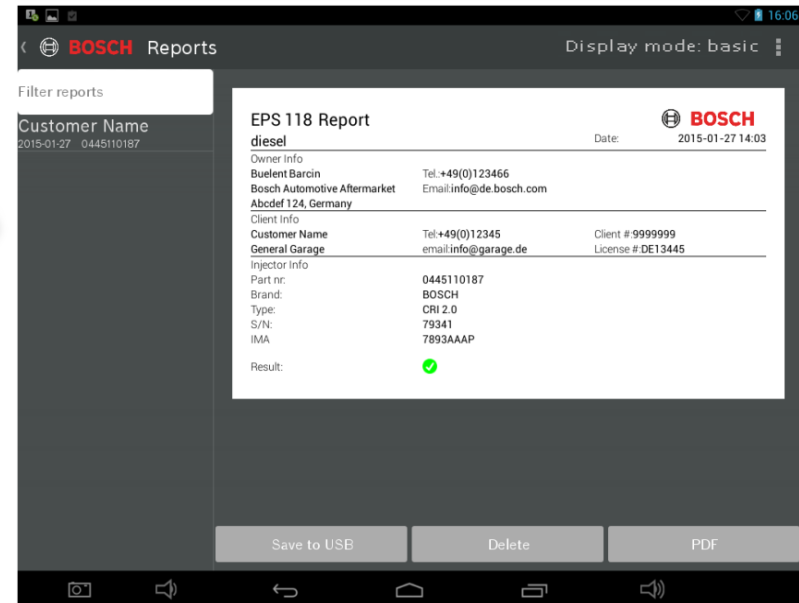 16:06
BOSCH Reports
Display mode: basic
Filter reports
Customer Name
2015-01-27 0445110187
EPS 118 Report
BOSCH
diesel
Date: 2015-01-27 14:03
Owner Info
Buelent Barcin Tel.:+49(0)123466
Bosch Automotive Aftermarket Email:info@de.bosch.com
Abcdef 124, Germany
Client Info
Customer Name Tel:+49(0)12345 Client #:9999999
General Garage email:info@garage.de License #:DE13445
Injector Info
Part nr: 0445110187
Brand: BOSCH
Type: CRI 2.0
S/N: 79341
IMA 7893AAAP
Result:
Save to USB Delete PDF